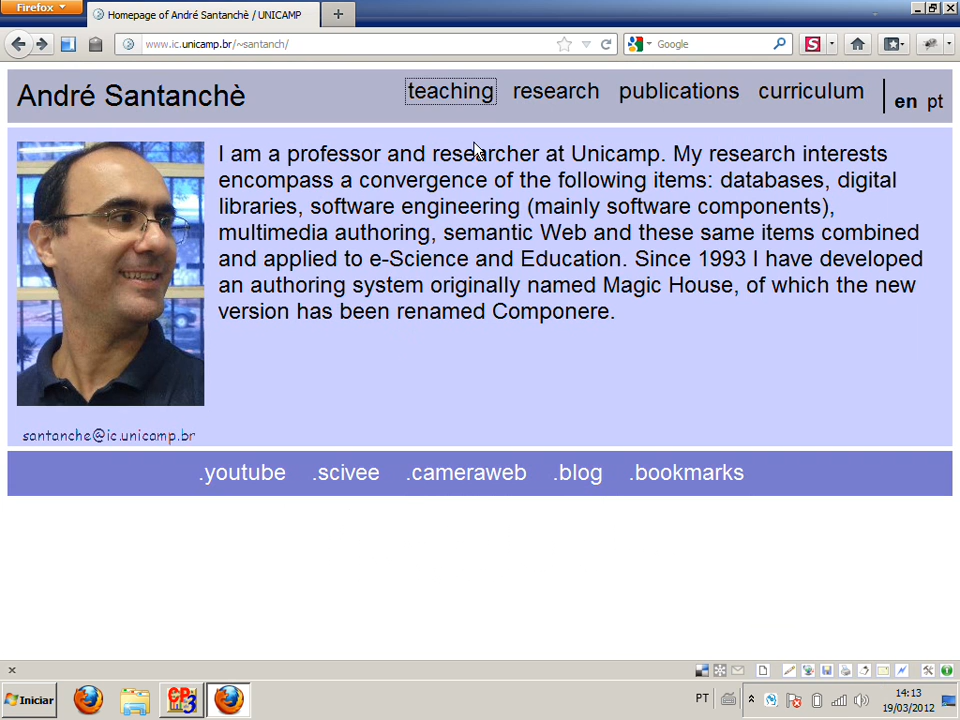 Firefox
Homepage of André Santanchè / UNICAMP
www.ic.unicamp.br/~santanch/
Google
André Santanchè
teaching research publications curriculum en pt
I am a professor and researcher at Unicamp. My research interests
encompass a convergence of the following items: databases, digital
libraries, software engineering (mainly software components),
multimedia authoring, semantic Web and these same items combined
and applied to e-Science and Education. Since 1993 I have developed
an authoring system originally named Magic House, of which the new
version has been renamed Componere.
santanche@ic.unicamp.br
.youtube .scivee .cameraweb .blog .bookmarks
Iniciar
PT
14:13
19/03/2012